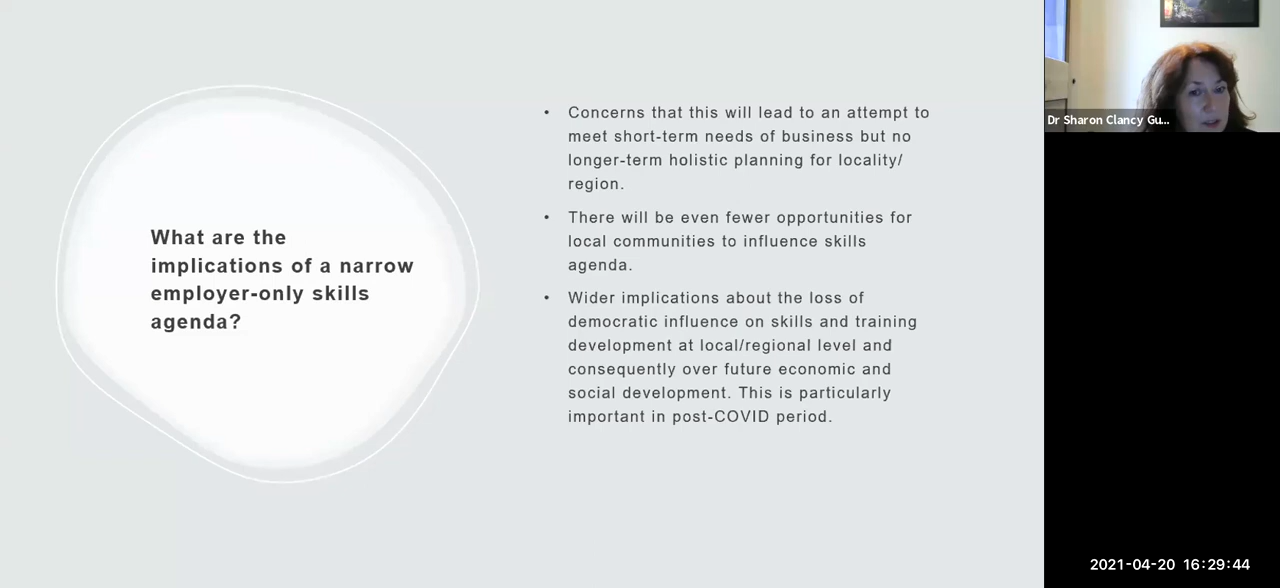 What are the
implications of a narrow
employer-only skills
agenda?
• Concerns that this will lead to an attempt to
meet short-term needs of business but no
longer-term holistic planning for locality/
region.
• There will be even fewer opportunities for
local communities to influence skills
agenda.
• Wider implications about the loss of
democratic influence on skills and training
development at local/regional level and
consequently over future economic and
social development. This is particularly
important in post-COVID period.
Dr Sharon Clancy Gu...
2021-04-20 16:29:44